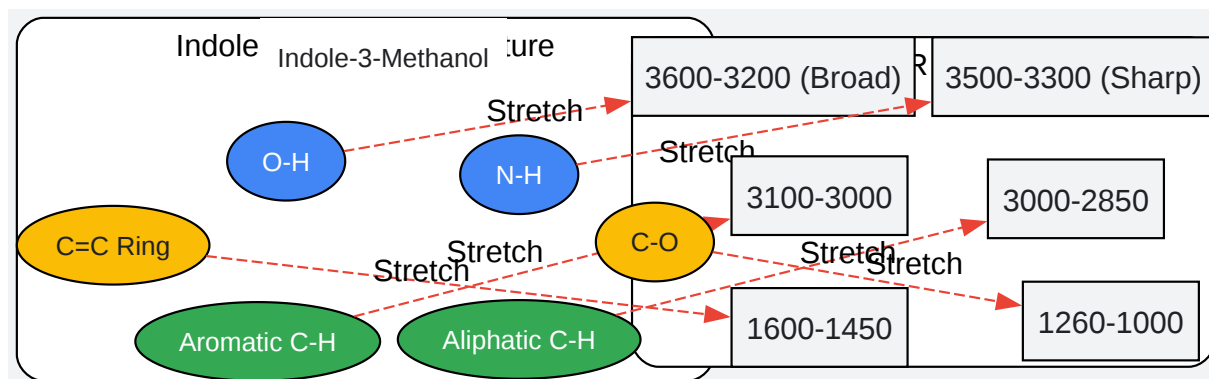 Indole
ture
Indole-3-Methanol
R
3600-3200 (Broad)
3500-3300 (Sharp)
Stretch
O-H
Stretch
N-H
3100-3000
3000-2850
C=C Ring
C-O
Stretch
Stretch
Stretch
Stretch
Aromatic C-H
Aliphatic C-H
1600-1450
1260-1000